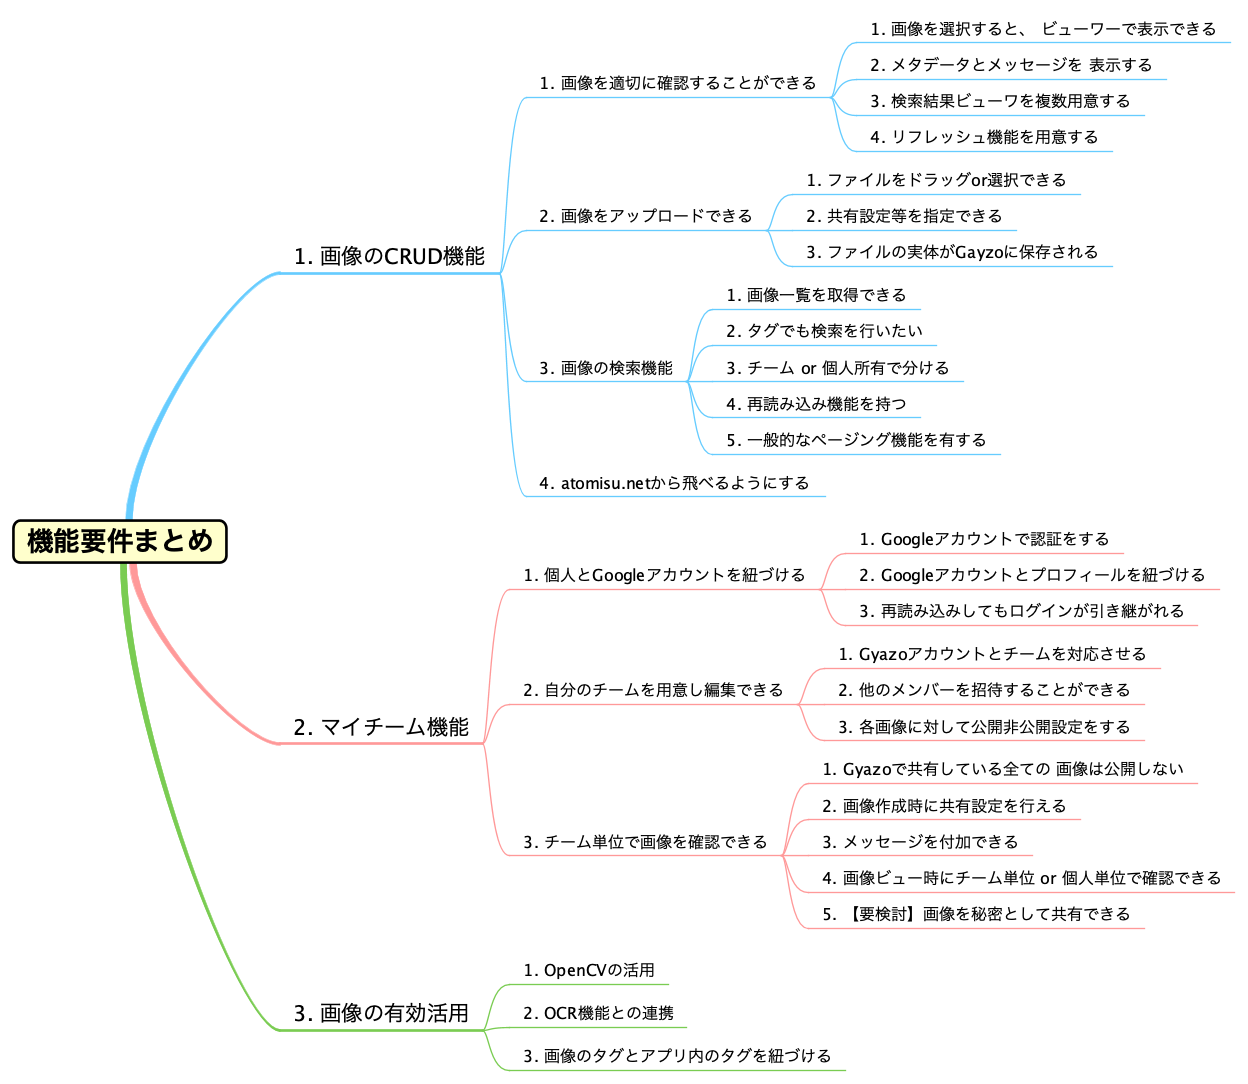 機能要件まとめ
1. 画像のCRUD機能
1. 画像を適切に確認することができる
1. 画像を選択すると、 ビューワーで表示できる
2. メタデータとメッセージを 表示する
3. 検索結果ビューワを複数用意する
4. リフレッシュ機能を用意する
2. 画像をアップロードできる
1. ファイルをドラッグor選択できる
2. 共有設定等を指定できる
3. ファイルの実体がGayzoに保存される
3. 画像の検索機能
1. 画像一覧を取得できる
2. タグでも検索を行いたい
3. チーム or 個人所有で分ける
4. 再読み込み機能を持つ
5. 一般的なページング機能を有する
4. atomisu.netから飛べるようにする
2. マイチーム機能
1. 個人とGoogleアカウントを紐づける
1. Googleアカウントで認証をする
2. Googleアカウントとプロフィールを紐づける
3. 再読み込みしてもログインが引き継がれる
2. 自分のチームを用意し編集できる
1. Gyazoアカウントとチームを対応させる
2. 他のメンバーを招待することができる
3. 各画像に対して公開非公開設定をする
3. チーム単位で画像を確認できる
1. Gyazoで共有している全ての 画像は公開しない
2. 画像作成時に共有設定を行える
3. メッセージを付加できる
4. 画像ビュー時にチーム単位 or 個人単位で確認できる
5. 【要検討】画像を秘密として共有できる
3. 画像の有効活用
1. OpenCVの活用
2. OCR機能との連携
3. 画像のタグとアプリ内のタグを紐づける